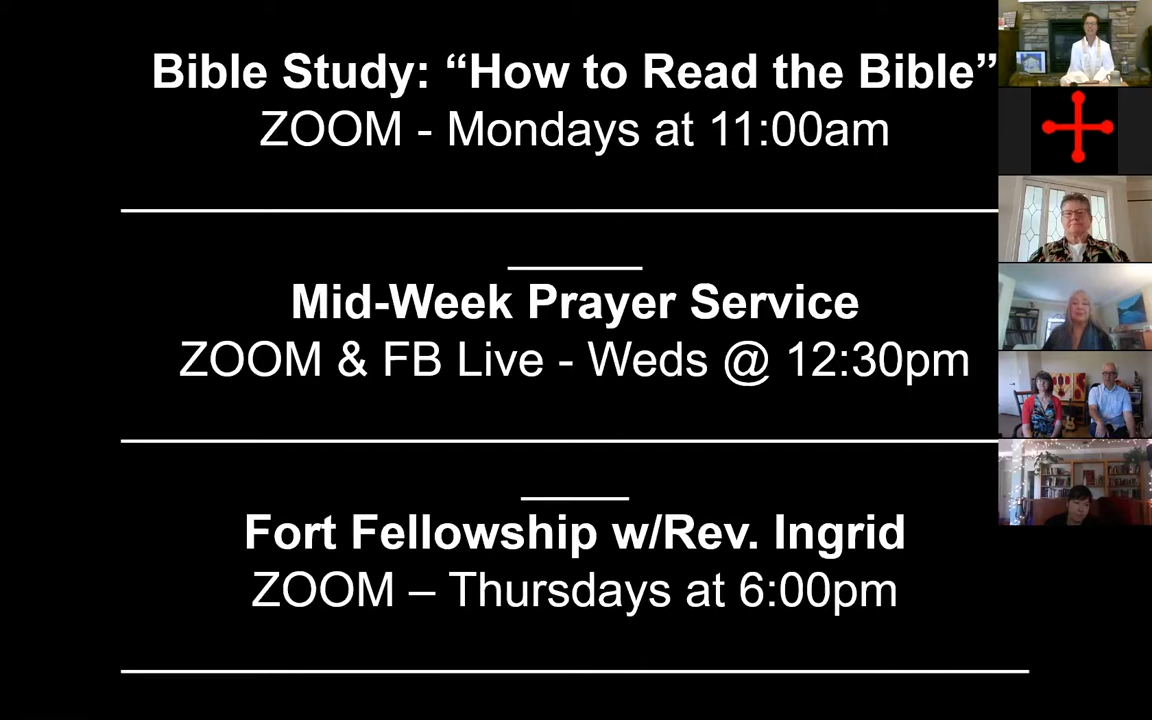 Bible Study: “How to Read the Bible”
ZOOM - Mondays at 11:00am
Mid-Week Prayer Service
ZOOM & FB Live - Weds @ 12:30pm
Fort Fellowship w/Rev. Ingrid
ZOOM – Thursdays at 6:00pm